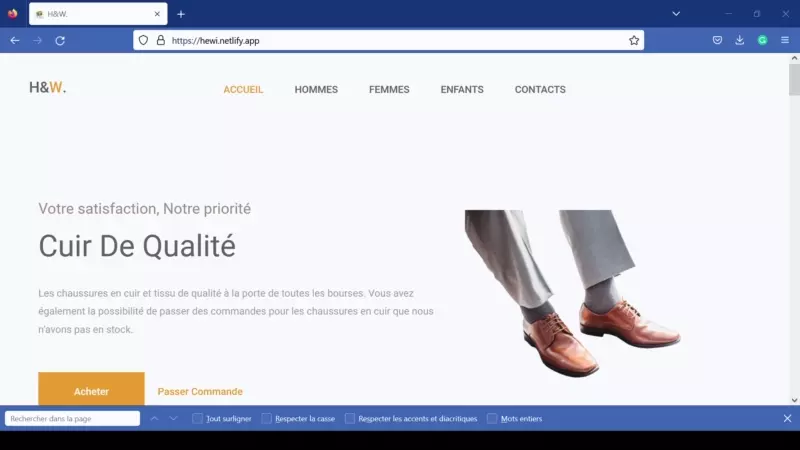 H&W.
https://hewi.netlify.app
H&W.
ACCUEIL HOMMES FEMMES ENFANTS CONTACTS
Votre satisfaction, Notre priorité
Cuir De Qualité
Les chaussures en cuir et tissu de qualité à la porte de toutes les bourses. Vous avez
également la possibilité de passer des commandes pour les chaussures en cuir que nous
n'avons pas en stock.
Acheter Passer Commande
Rechercher dans la page Tout surligner Respecter la casse Respecter les accents et diacritiques Mots entiers